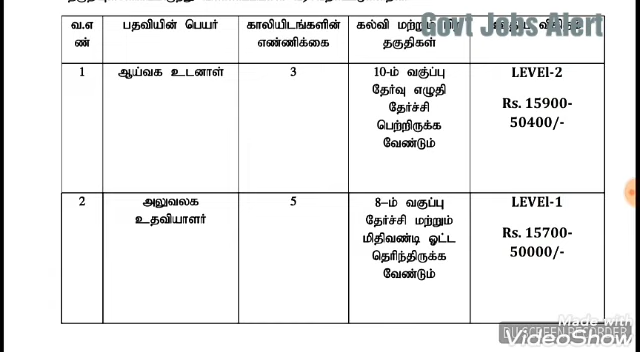 Govt Jobs Alert
வ.எ
ண்
பதவியின் பெயர்
காலியிடங்களின்
எண்ணிக்கை
கல்வி மற்றும்
தகுதிகள்
1
ஆய்வக உடனாள்
3
10-ம் வகுப்பு
தேர்வு எழுதி
தேர்ச்சி
பெற்றிருக்க
வேண்டும்
LEVEl-2
Rs. 15900-
50400/-
2
அலுவலக
உதவியாளர்
5
8–ம் வகுப்பு
தேர்ச்சி மற்றும்
மிதிவண்டி ஓட்ட
தெரிந்திருக்க
வேண்டும்
LEVEl-1
Rs. 15700-
50000/-
Made with
SCREEN RECORDER
VideoShow